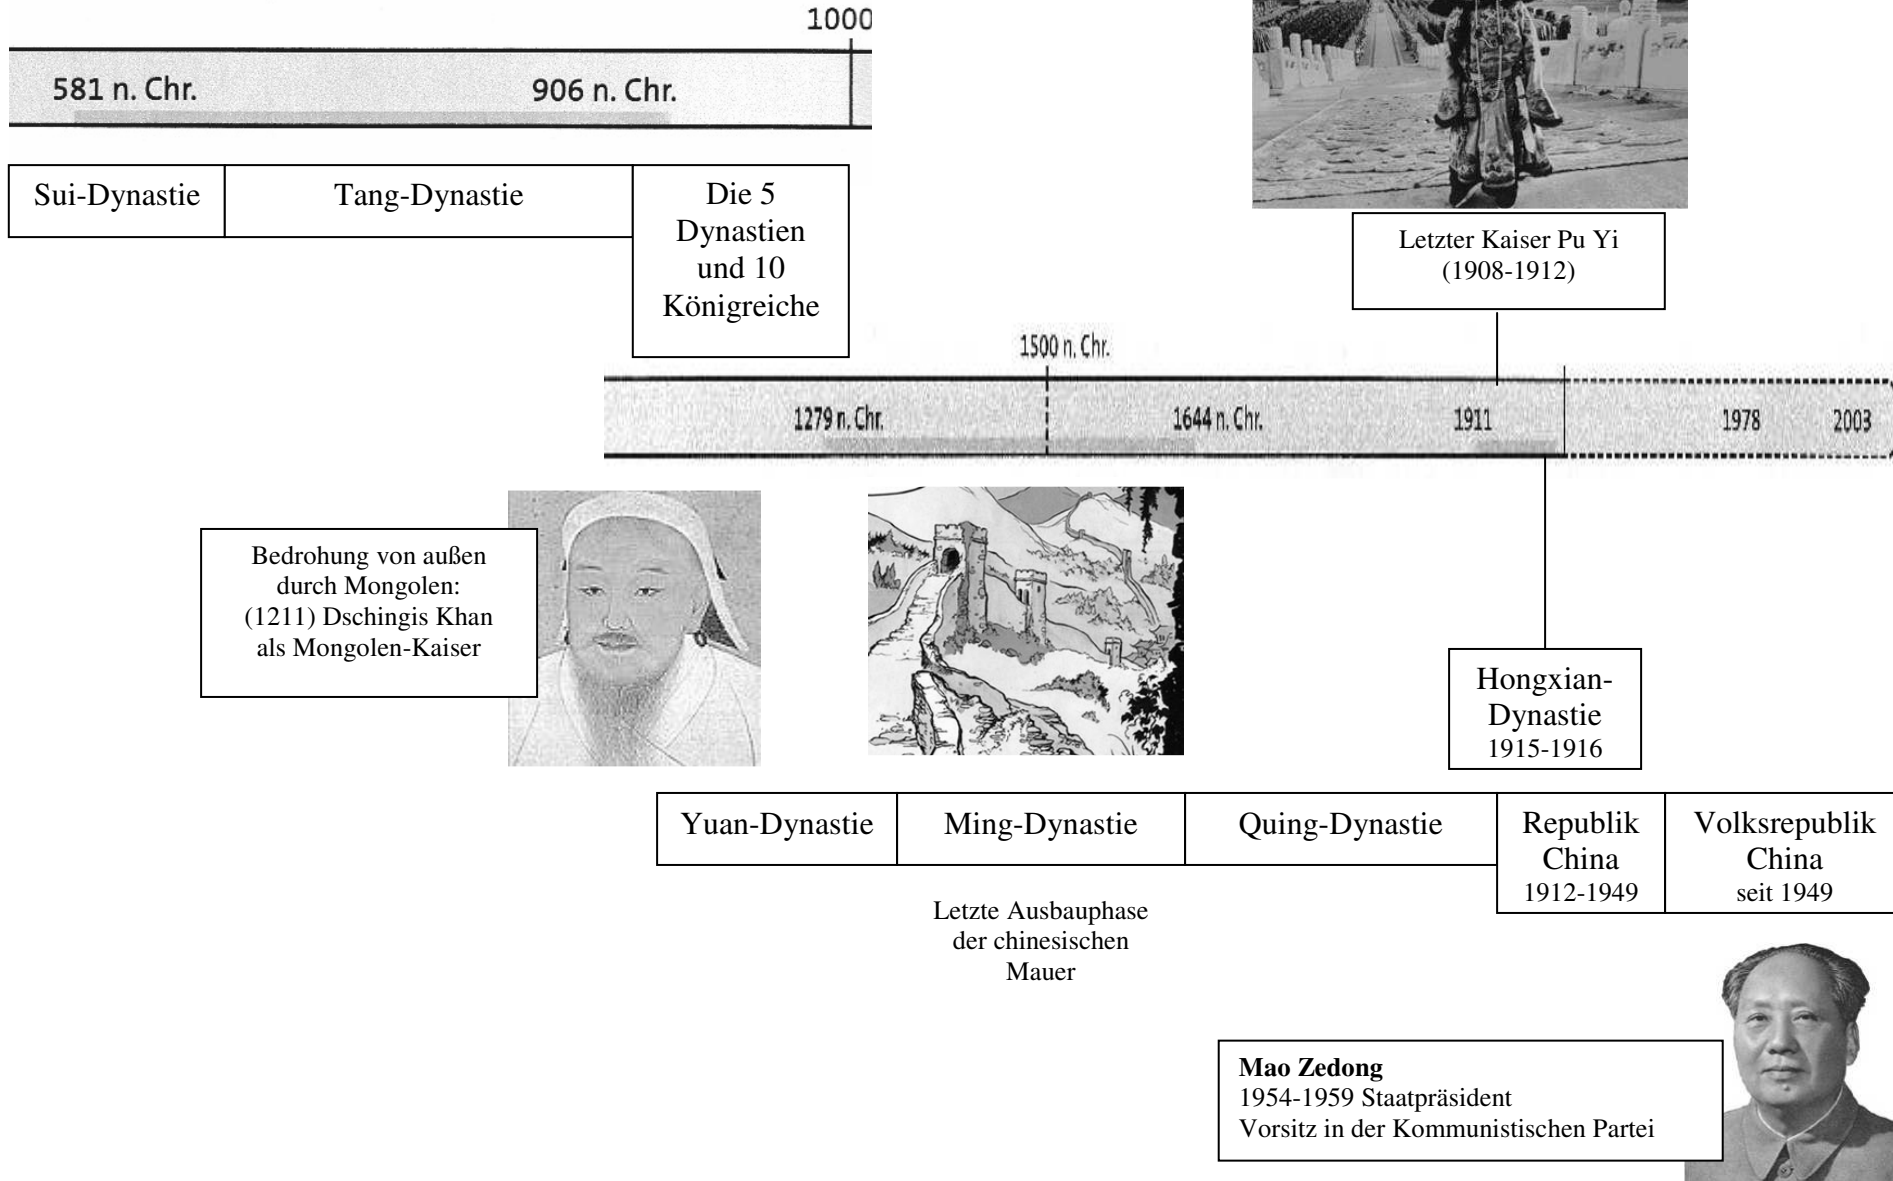 1000
581 n. Chr.
906 n. Chr.
Sui-Dynastie
Tang-Dynastie
Die 5
Dynastien
und 10
Königreiche
Letzter Kaiser Pu Yi
(1908-1912)
1500 n. Chr.
1279 n. Chr.
1644 n. Chr.
1911
1978
2003
Bedrohung von außen
durch Mongolen:
(1211) Dschingis Khan
als Mongolen-Kaiser
Hongxian-
Dynastie
1915-1916
Yuan-Dynastie
Ming-Dynastie
Quing-Dynastie
Republik
China
1912-1949
Volksrepublik
China
seit 1949
Letzte Ausbauphase
der chinesischen
Mauer
Mao Zedong
1954-1959 Staatpräsident
Vorsitz in der Kommunistischen Partei